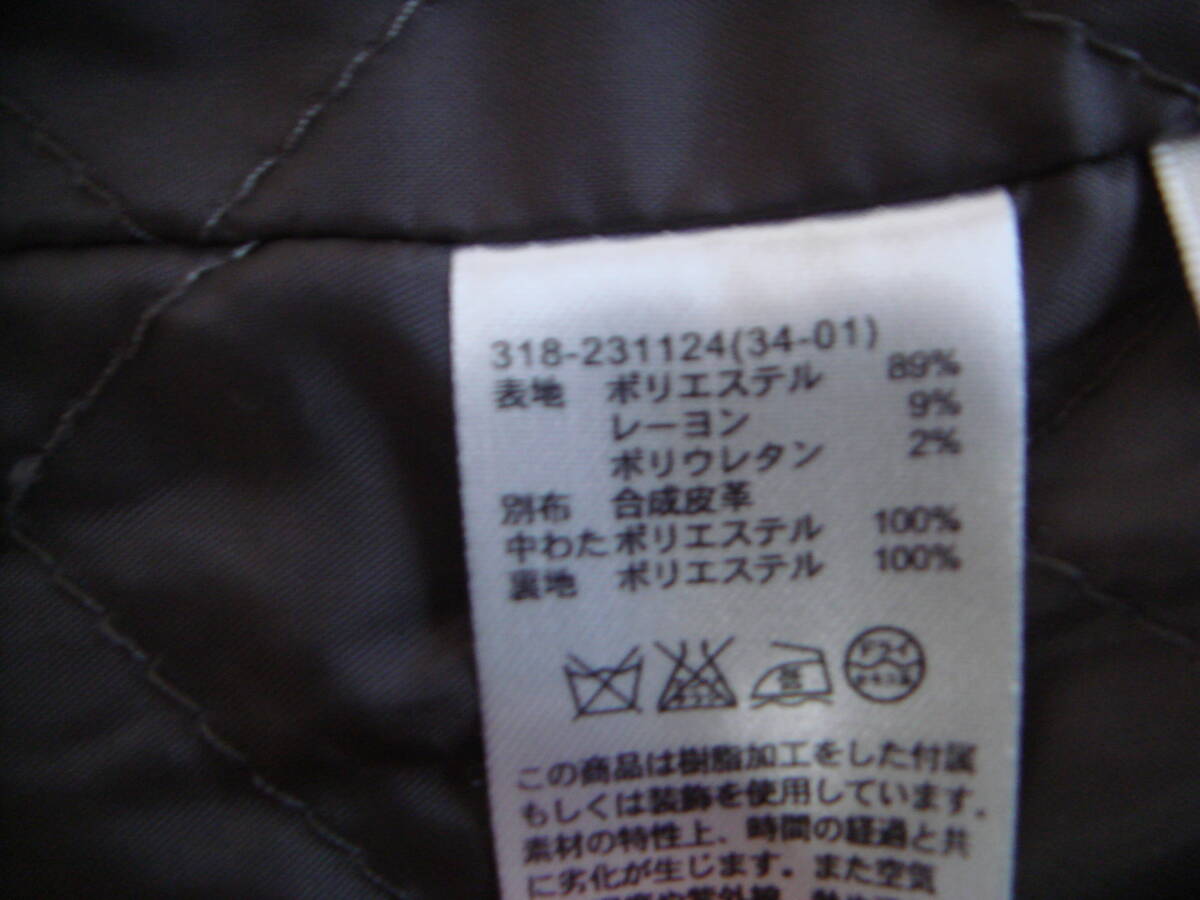 318-231124(34-01)
表地 ポリエステル 89%
レーヨン 9%
ポリウレタン 2%
別布 合成皮革
中わた ポリエステル 100%
裏地 ポリエステル 100%
低 ドライ
この商品は樹脂加工をした付属
もしくは装飾を使用しています.
素材の特性上、時間の経過と共
に劣化が生じます。また空気